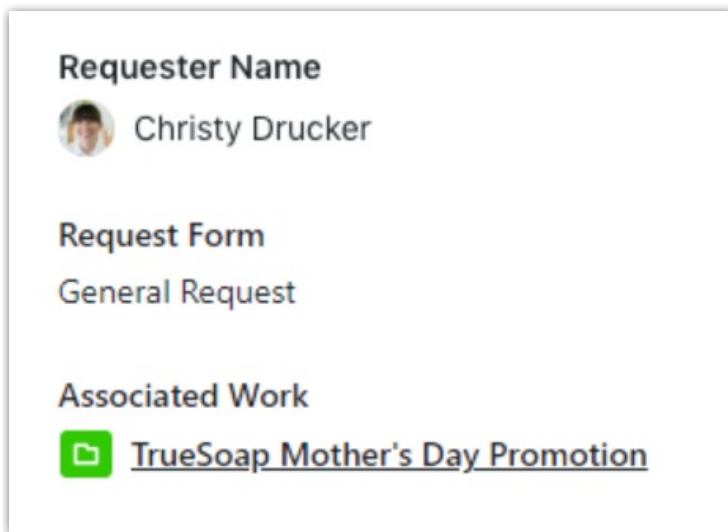 Requester Name
Christy Drucker
Request Form
General Request
Associated Work
TrueSoap Mother's Day Promotion